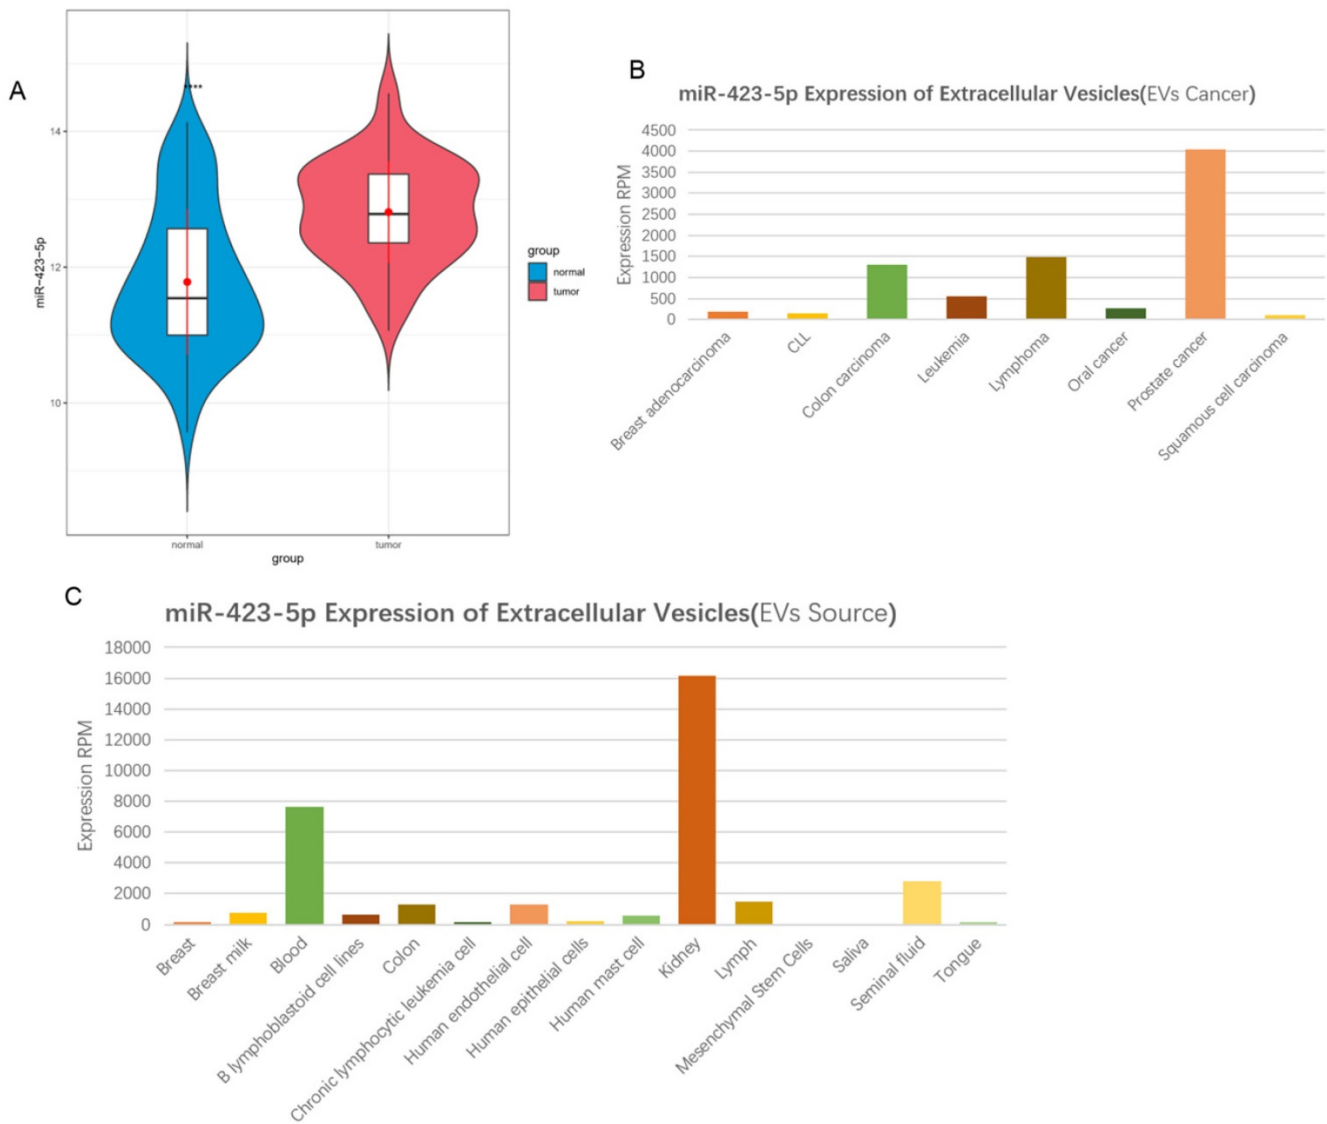 A
****
14
12
10
miR-423-5p
normal
tumor
group
group
normal
tumor
B
miR-423-5p Expression of Extracellular Vesicles(EVs Cancer)
Expression RPM
4500
4000
3500
3000
2500
2000
1500
1000
500
0
Breast adenocarcinoma
CLL
Colon carcinoma
Leukemia
Lymphoma
Oral cancer
Prostate cancer
Squamous cell carcinoma
C
miR-423-5p Expression of Extracellular Vesicles(EVs Source)
Expression RPM
18000
16000
14000
12000
10000
8000
6000
4000
2000
0
Breast
Breast milk
Blood
B lymphoblastoid cell lines
Colon
Chronic lymphocytic leukemia cell
Human endothelial cell
Human epithelial cells
Human mast cell
Kidney
Lymph
Mesenchymal Stem Cells
Saliva
Seminal fluid
Tongue